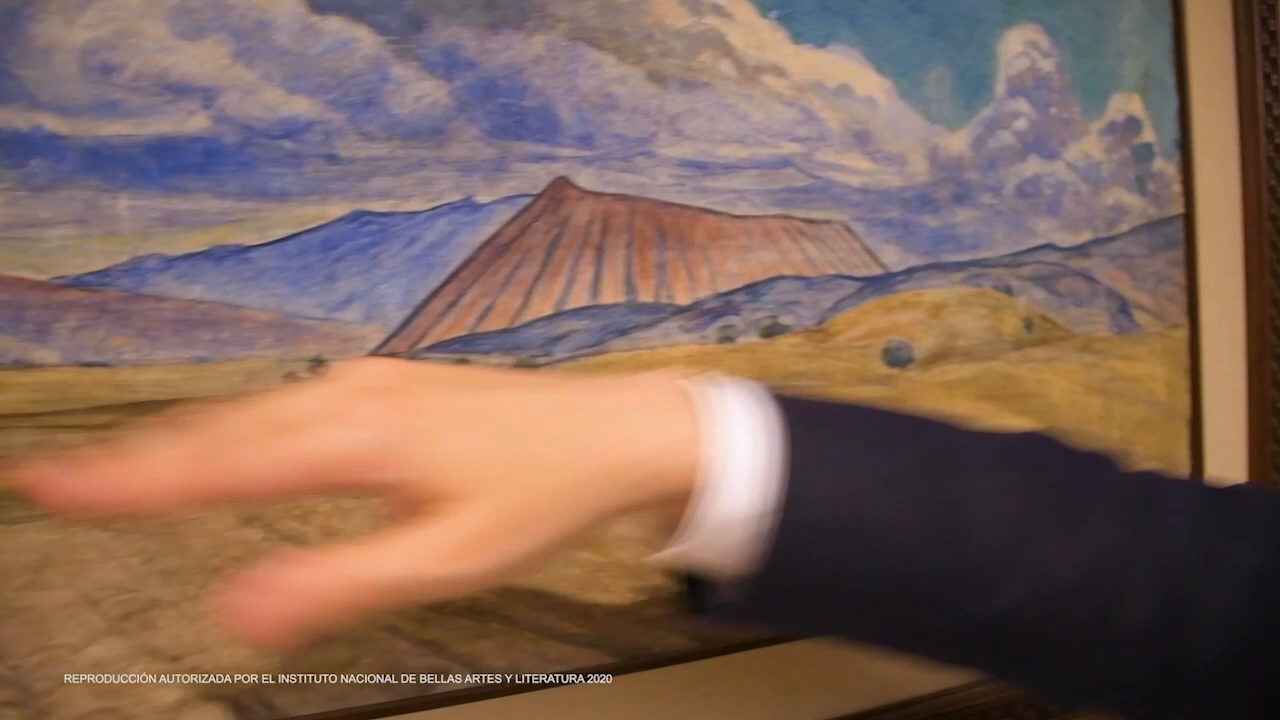 REPRODUCCIÓN AUTORIZADA POR EL INSTITUTO NACIONAL DE BELLAS ARTES Y LITERATURA 2020